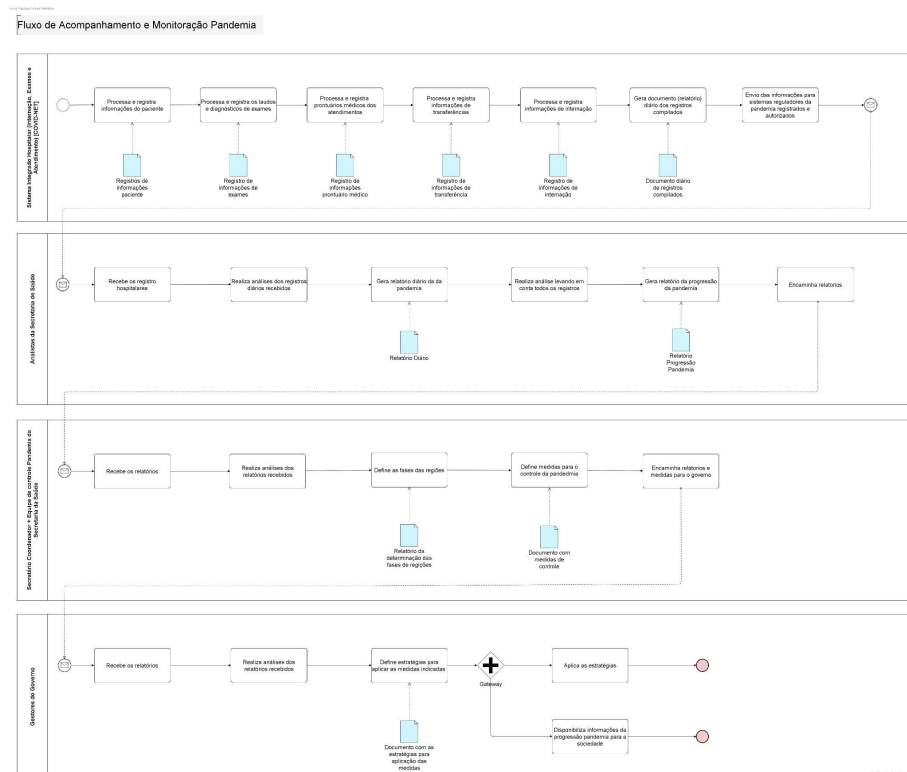 Fluxo de Acompanhamento e Monitoração Pandemia
Sistema Integrado Hospitalar (Internação, Exames e
Atendimento) [COVID-NET]
Processa e registra
informações do paciente
Processa e registra os laudos
e diagnósticos de exames
Processa e registra
prontuários médicos dos
atendimentos
Processa e registra
informações de
transferências
Processa e registra
informações de internação
Gera documento (relatório)
diário dos registros
compilados
Envio das informações para
sistemas reguladores da
pandemia registrados e
autorizados
Registros de
informações
paciente
Registro de
informações de
exames
Registro de
informações
prontuário médico
Registro de
informações de
transferência
Registro de
informações de
internação
Documento diário
de registros
compilados
Analistas da Secretaria de Saúde
Recebe os registro
hospitalares
Realiza análises dos registros
diários recebidos
Gera relatório diário da da
pandemia
Realiza análise levando em
conta todos os registros
Gera relatório da progressão
da pandemia
Encaminha relatorios
Relatório Diário
Relatório
Progressão
Pandemia
Secretário Coordenador + Equipe de controle Pandemia da
Secretaria da Saúde
Recebe os relatórios
Realiza análises dos
relatórios recebidos
Define as fases das regiões
Define medidas para o
controle da pandedmia
Encaminha relatorios e
medidas para o governo
Relatório da
determinação das
fases de regições
Documento com
medidas de
controle
Gestores do Governo
Recebe os relatórios
Realiza análises dos
relatórios recebidos
Define estratégias para
aplicar as medidas indicadas
Gateway
Aplica as estratégias
Disponibliza informações da
progressão pandemia para a
sociedade
Documento com as
estratégias para
aplicação das
medidas